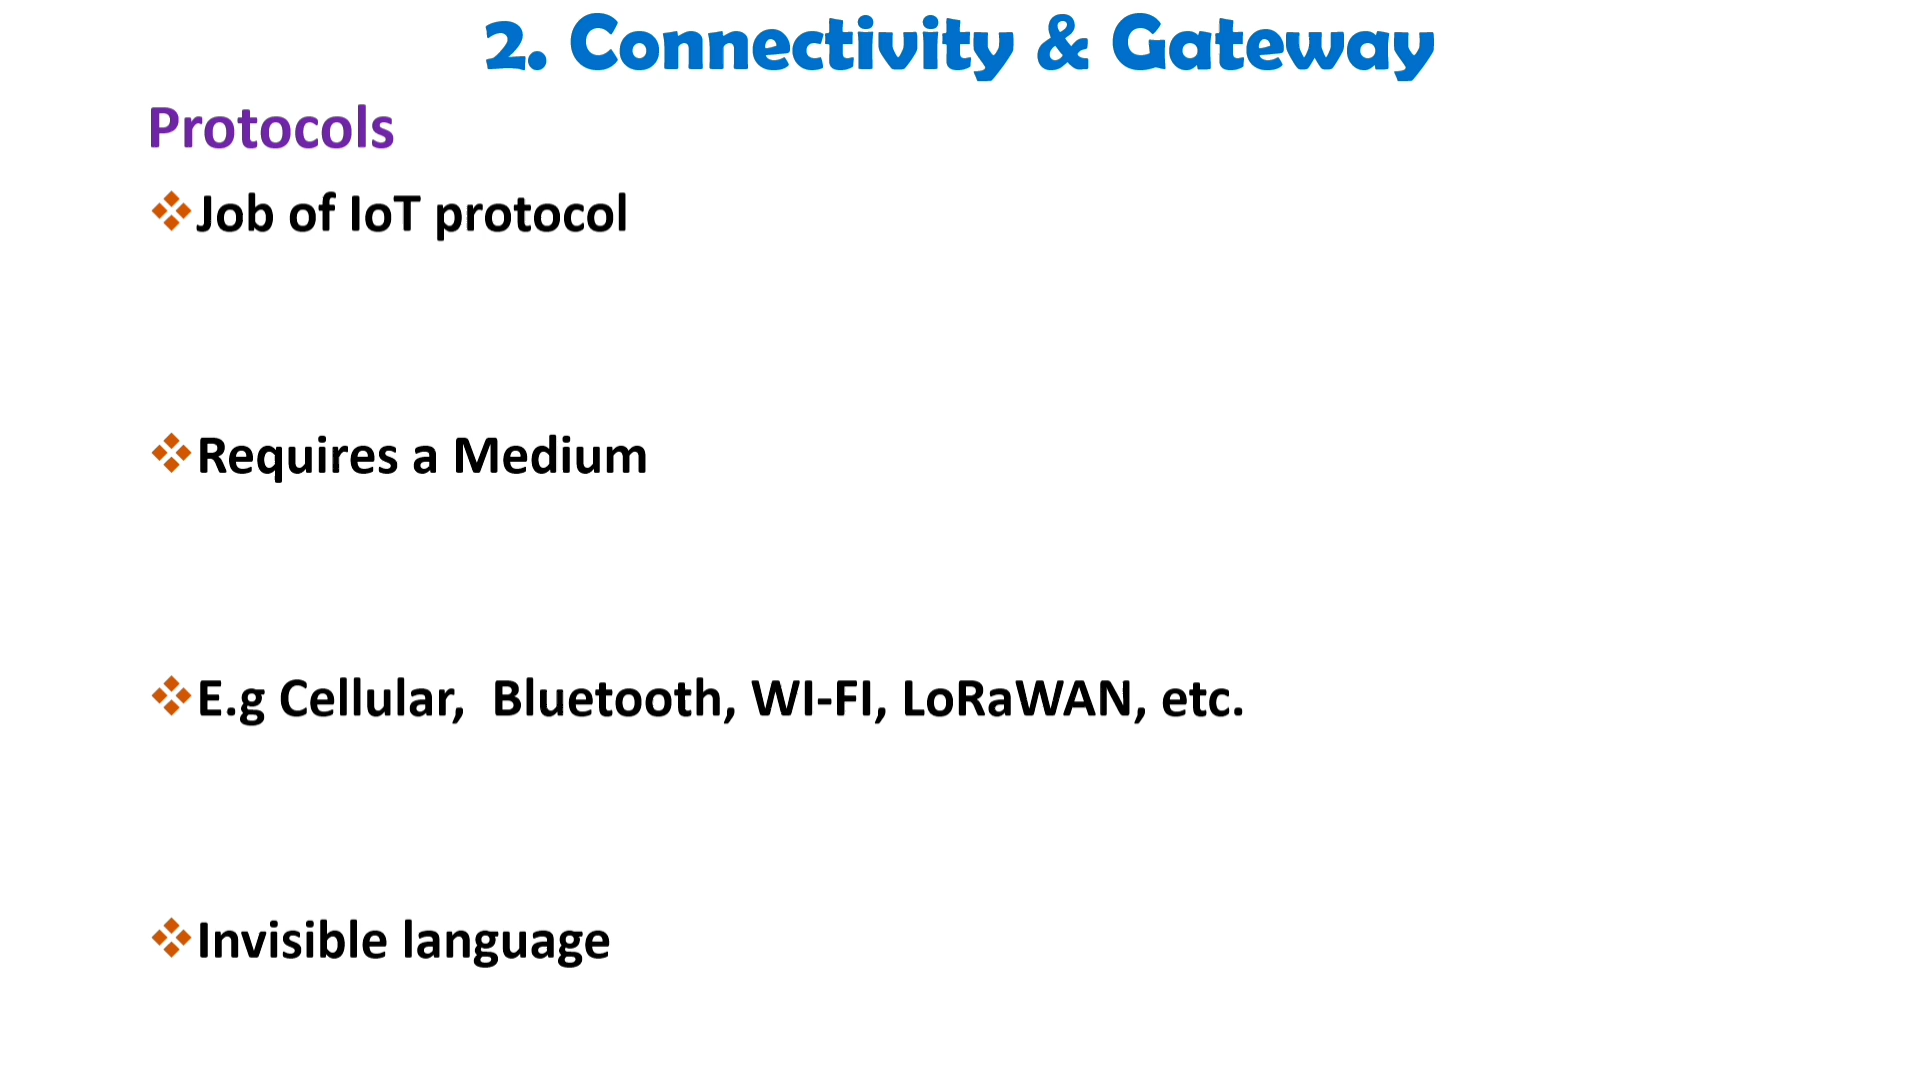 2. Connectivity & Gateway
Protocols
Job of IoT protocol
Requires a Medium
E.g Cellular,  Bluetooth, WI-FI, LoRaWAN, etc.
Invisible language